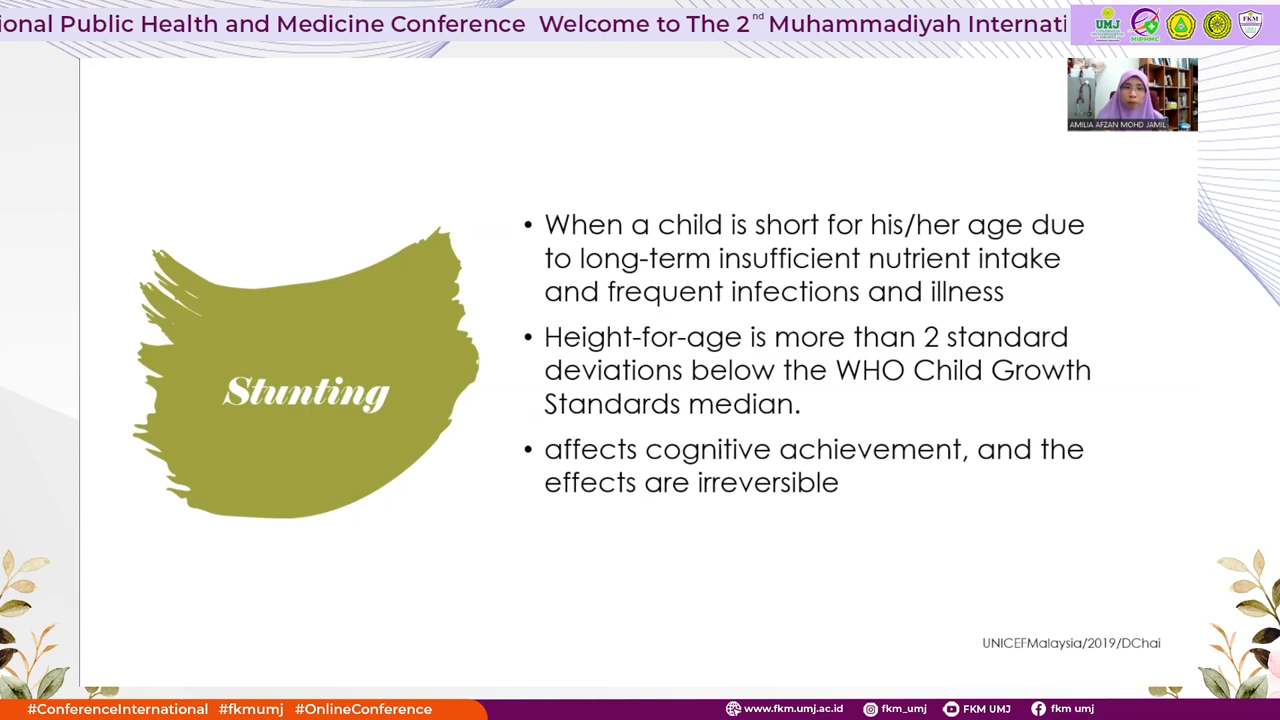 ional Public Health and Medicine Conference Welcome to The 2nd Muhammadiyah Internati
UMJ
MIPHMC
FKM
AMILIA AFZAN MOHD JAMIL
Stunting
• When a child is short for his/her age due
to long-term insufficient nutrient intake
and frequent infections and illness
• Height-for-age is more than 2 standard
deviations below the WHO Child Growth
Standards median.
• affects cognitive achievement, and the
effects are irreversible
UNICEFMalaysia/2019/DChai
#ConferenceInternational #fkmumj #OnlineConference
www.fkm.umj.ac.id fkm_umj FKM UMJ fkm umj